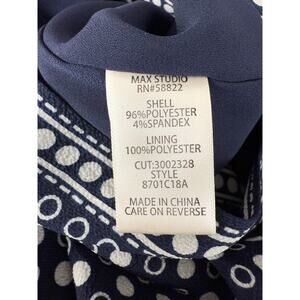 MAX STUDIO
RN#58822
SHELL
96%POLYESTER
4%SPANDEX
LINING
100%POLYESTER
CUT:3002328
STYLE
8701C18A
MADE IN CHINA
CARE ON REVERSE